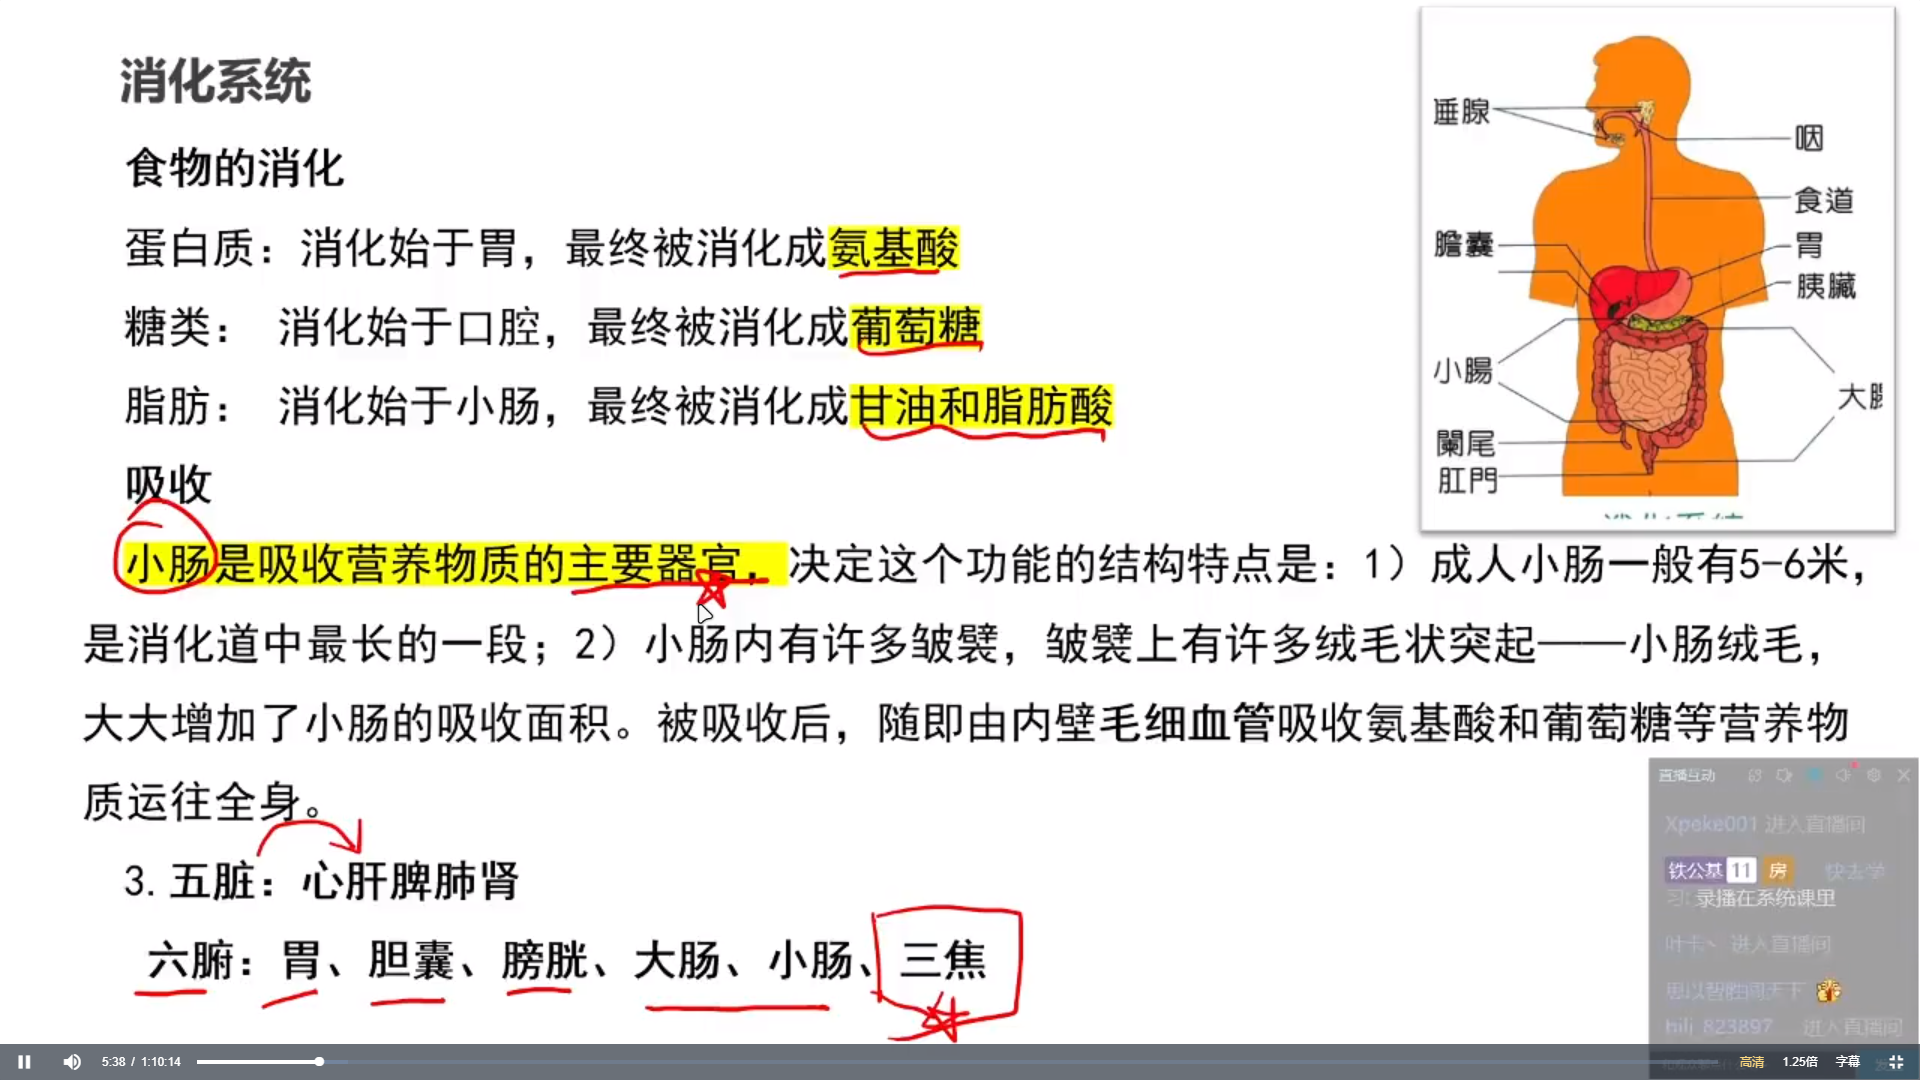 消化系统
食物的消化
蛋白质：消化始于胃，最终被消化成氨基酸
糖类： 消化始于口腔，最终被消化成葡萄糖
脂肪： 消化始于小肠，最终被消化成甘油和脂肪酸
吸收
小肠是吸收营养物质的主要器官，决定这个功能的结构特点是：1）成人小肠一般有5-6米，
是消化道中最长的一段；2）小肠内有许多皱襞，皱襞上有许多绒毛状突起——小肠绒毛，
大大增加了小肠的吸收面积。被吸收后，随即由内壁毛细血管吸收氨基酸和葡萄糖等营养物
质运往全身。
3.五脏：心肝脾肺肾
六腑：胃、胆囊、膀胱、大肠、小肠、三焦
唾腺
咽
食道
膽囊
胃
胰臟
小腸
大腸
闌尾
肛門
直播互动
Xpeke001 进入直播间
铁公基 11 房 快去学
习: 录播在系统课里
进入直播间
hili_823897 进入直播间
5:38 / 1:10:14
高清 1.25倍 字幕